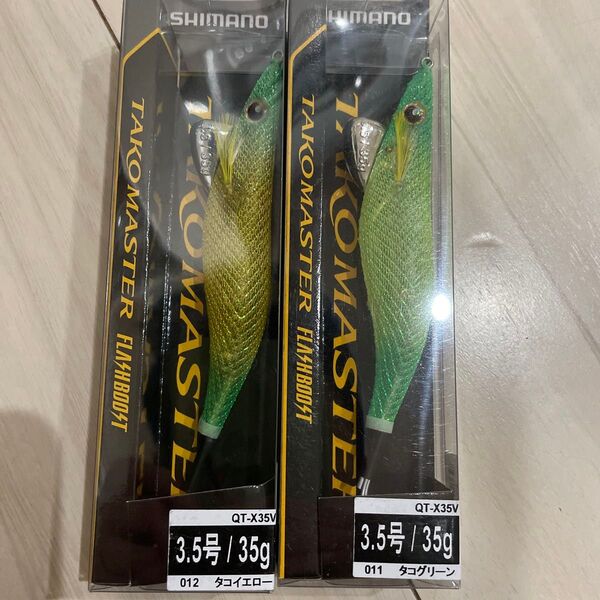 SHIMANO
TAKOMASTER FLASHBOOST
TAKOMASTER
QT-X35V
3.5号 / 35g
012 タコイエロー
HIMANO
TAKOMASTER FLASHBOOST
TAKOMASTER
QT-X35V
3.5号 / 35g
011 タコグリーン